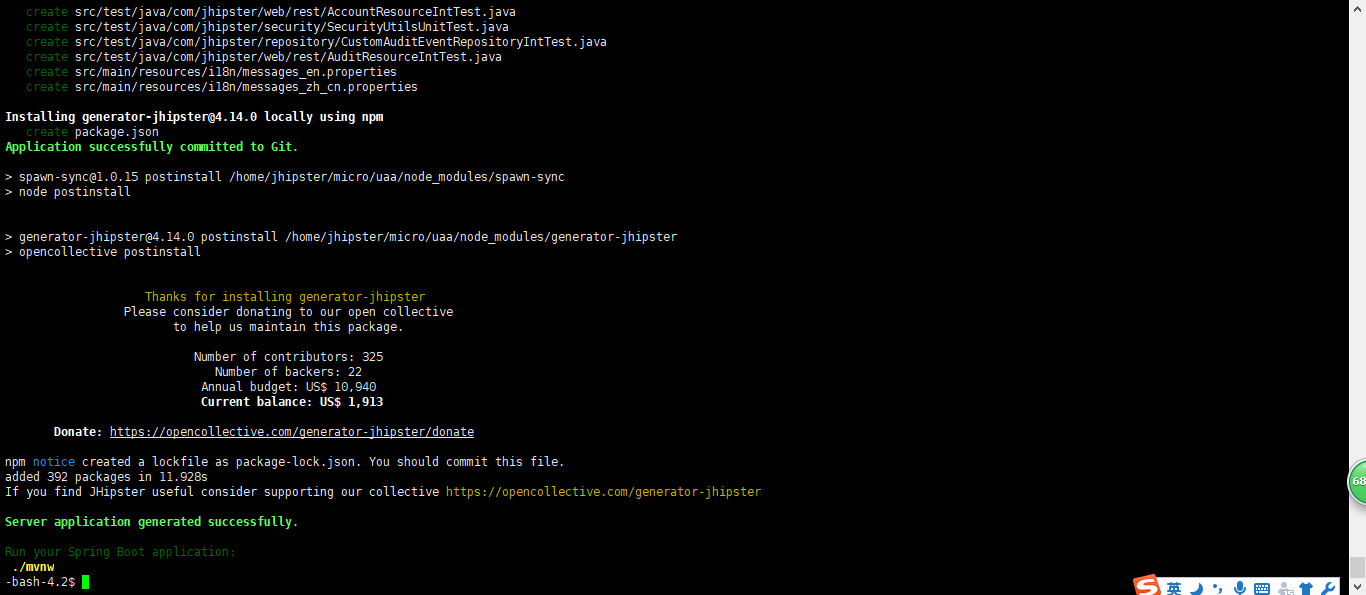 create src/test/java/com/jhipster/web/rest/AccountResourceIntTest.java
create src/test/java/com/jhipster/security/SecurityUtilsUnitTest.java
create src/test/java/com/jhipster/repository/CustomAuditEventRepositoryIntTest.java
create src/test/java/com/jhipster/web/rest/AuditResourceIntTest.java
create src/main/resources/i18n/messages_en.properties
create src/main/resources/i18n/messages_zh_cn.properties
Installing generator-jhipster@4.14.0 locally using npm
create package.json
Application successfully committed to Git.
> spawn-sync@1.0.15 postinstall /home/jhipster/micro/uaa/node_modules/spawn-sync
> node postinstall
> generator-jhipster@4.14.0 postinstall /home/jhipster/micro/uaa/node_modules/generator-jhipster
> opencollective postinstall
Thanks for installing generator-jhipster
Please consider donating to our open collective
to help us maintain this package.
Number of contributors: 325
Number of backers: 22
Annual budget: US$ 10,940
Current balance: US$ 1,913
Donate: https://opencollective.com/generator-jhipster/donate
npm notice created a lockfile as package-lock.json. You should commit this file.
added 392 packages in 11.928s
If you find JHipster useful consider supporting our collective https://opencollective.com/generator-jhipster
Server application generated successfully.
Run your Spring Boot application:
./mvnw
-bash-4.2$
68
S 英